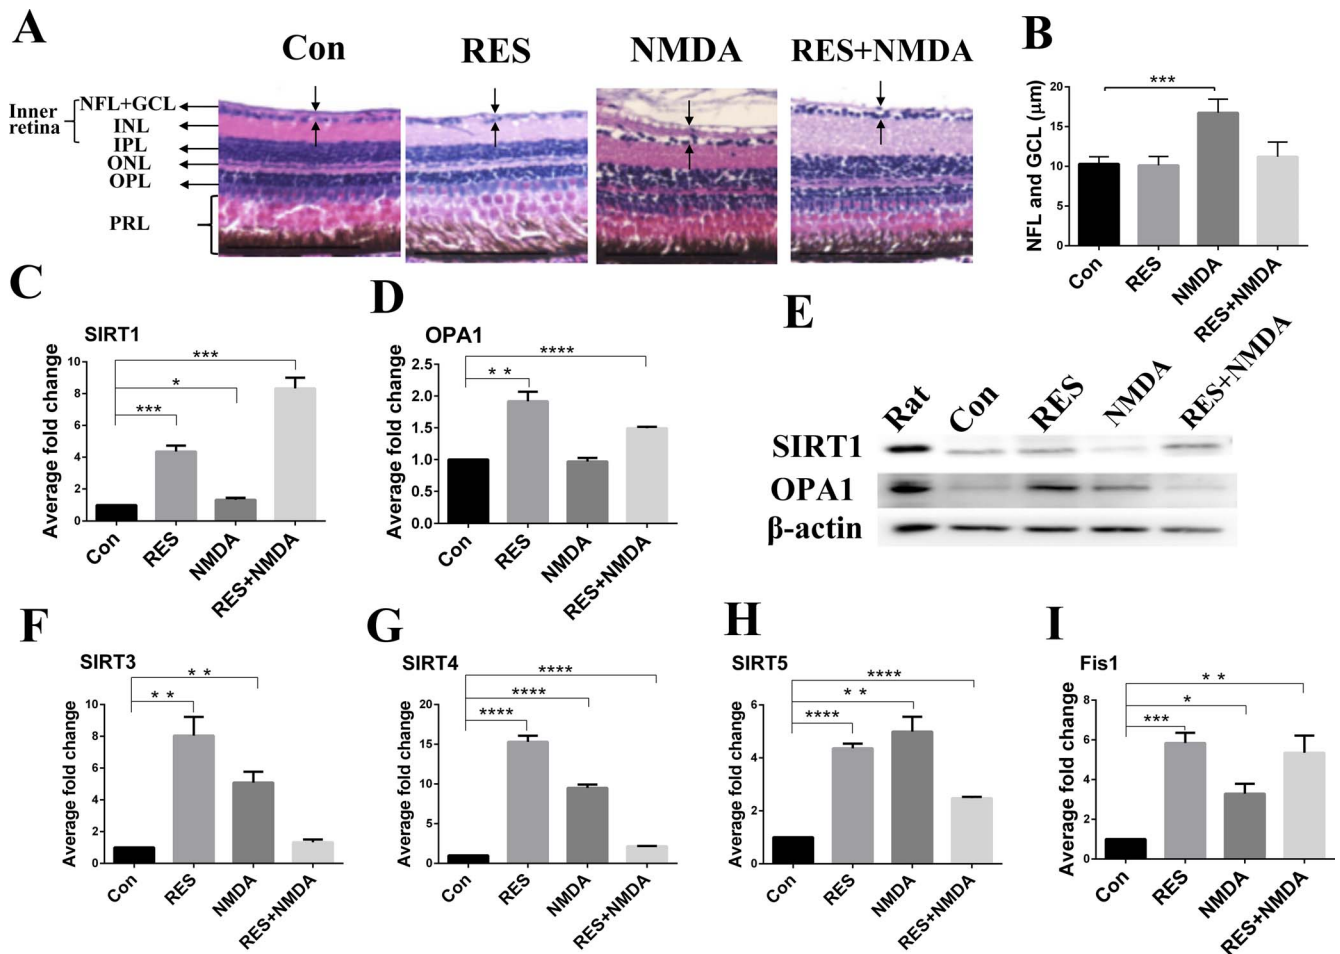 A
Con
RES
NMDA
RES+NMDA
Inner
retina
NFL+GCL
INL
IPL
ONL
OPL
PRL
B
NFL and GCL (μm)
20
15
10
5
0
***
Con
RES
NMDA
RES+NMDA
C
SIRT1
Average fold change
10
8
6
4
2
0
***
*
***
Con
RES
NMDA
RES+NMDA
D
OPA1
Average fold change
2.5
2.0
1.5
1.0
0.5
0.0
****
* *
Con
RES
NMDA
RES+NMDA
E
Rat
Con
RES
NMDA
RES+NMDA
SIRT1
OPA1
β-actin
F
SIRT3
Average fold change
10
8
6
4
2
0
* *
* *
Con
RES
NMDA
RES+NMDA
G
SIRT4
Average fold change
20
15
10
5
0
****
****
****
Con
RES
NMDA
RES+NMDA
H
SIRT5
Average fold change
6
4
2
0
****
* *
****
Con
RES
NMDA
RES+NMDA
I
Fis1
Average fold change
8
6
4
2
0
* *
*
***
Con
RES
NMDA
RES+NMDA